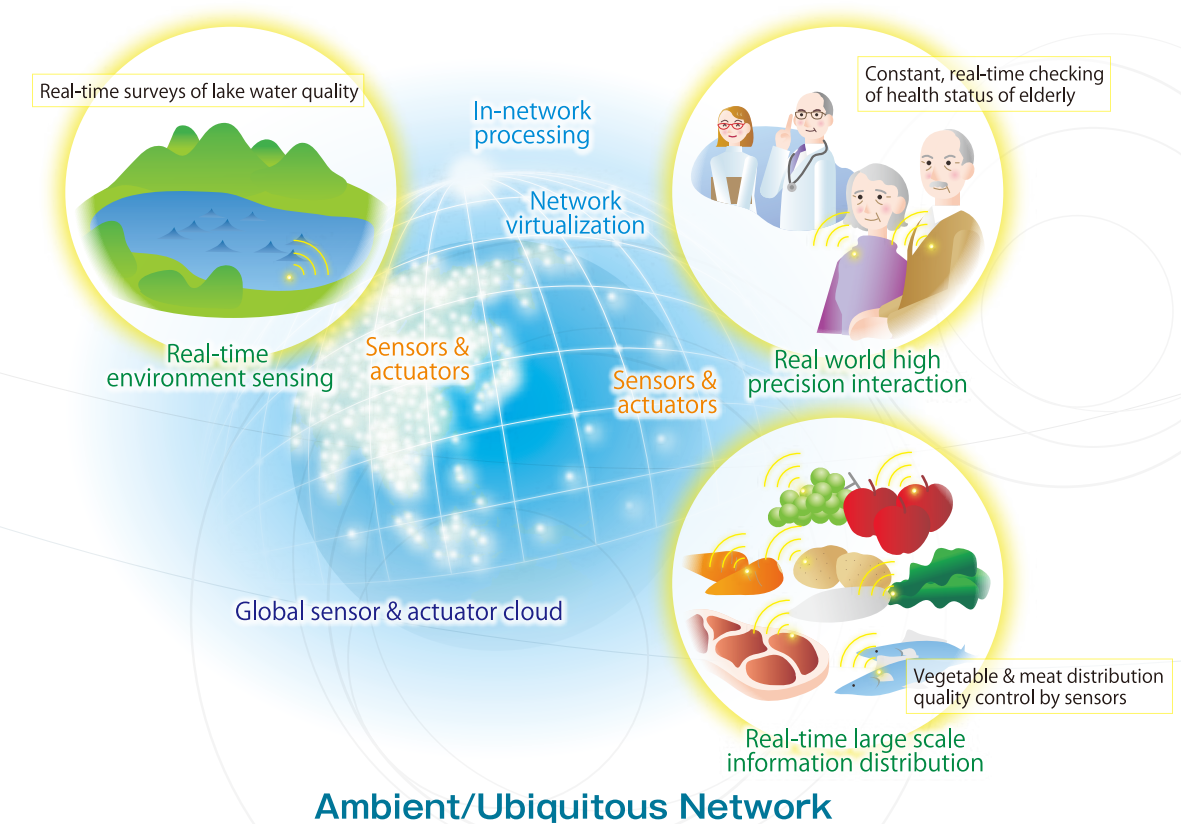 Real-time surveys of lake water quality
In-network
processing
Constant, real-time checking
of health status of elderly
Network
virtualization
Real-time
environment sensing
Sensors &
actuators
Sensors &
actuators
Real world high
precision interaction
Global sensor & actuator cloud
Vegetable & meat distribution
quality control by sensors
Real-time large scale
information distribution
Ambient/Ubiquitous Network